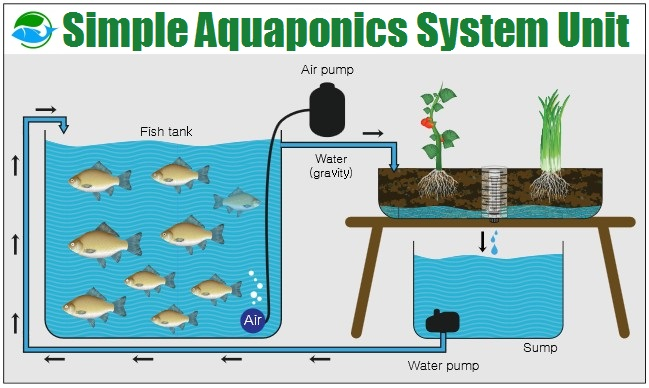 Simple Aquaponics System Unit
Air pump
Fish tank
Water
(gravity)
Air
Sump
Water pump